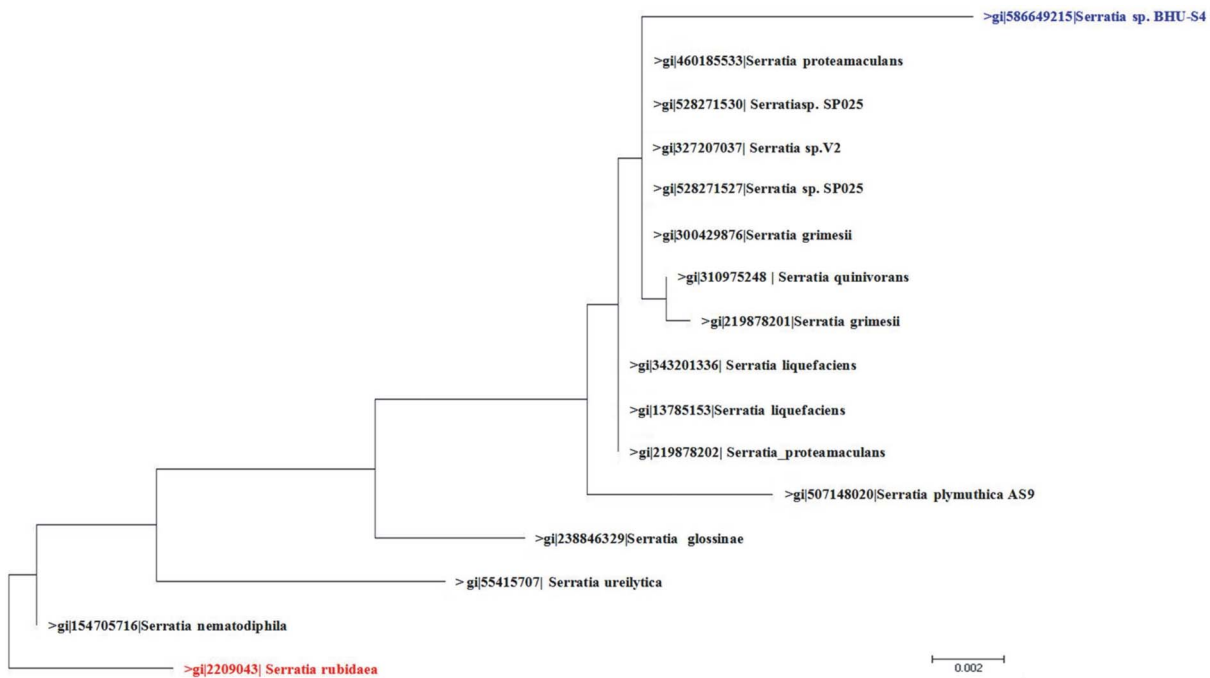 >gi|586649215|Serratia sp. BHU-S4
>gi|460185533|Serratia proteamaculans
>gi|528271530| Serratiasp. SP025
>gi|327207037| Serratia sp.V2
>gi|528271527|Serratia sp. SP025
>gi|300429876|Serratia grimesii
>gi|310975248 | Serratia quinivorans
>gi|219878201|Serratia grimesii
>gi|343201336| Serratia liquefaciens
>gi|13785153|Serratia liquefaciens
>gi|219878202| Serratia_proteamaculans
>gi|507148020|Serratia plymuthica AS9
>gi|238846329|Serratia glossinae
> gi|55415707| Serratia ureilytica
>gi|154705716|Serratia nematodiphila
>gi|2209043| Serratia rubidaea
0.002